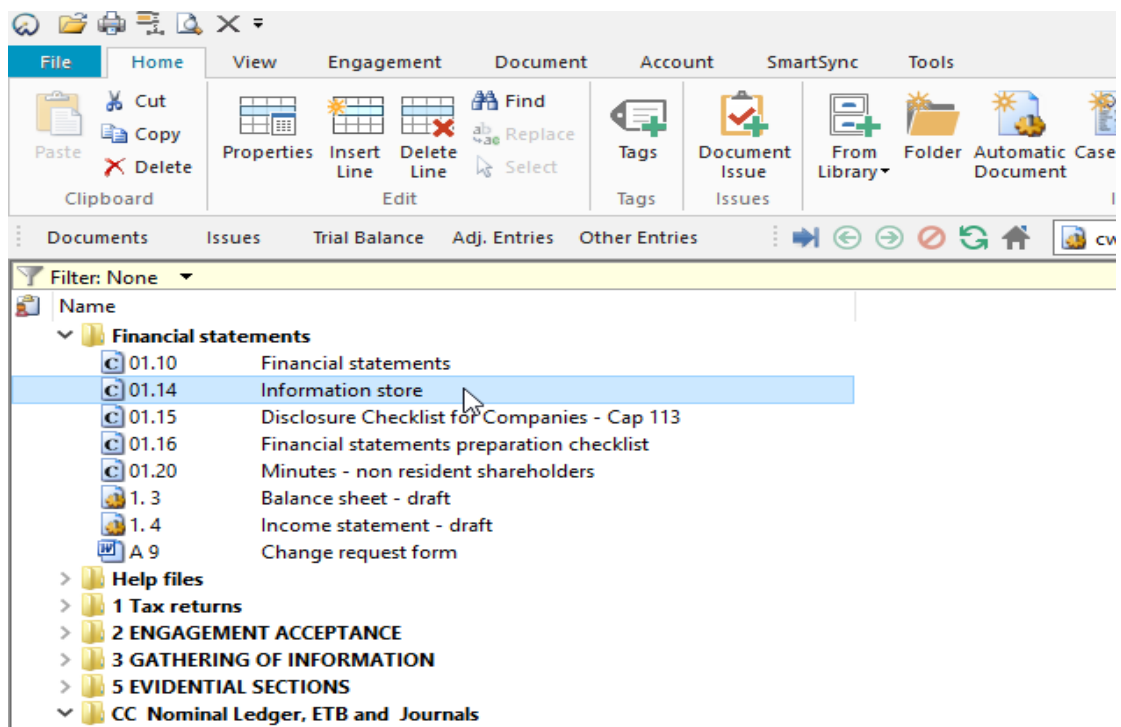 File Home View Engagement Document Account SmartSync Tools
Cut
Copy
Delete
Paste
Clipboard
Properties
Insert Line
Delete Line
Find
Replace
Select
Edit
Tags
Tags
Document Issue
Issues
From Library
Folder
Automatic Document
Case
Documents Issues Trial Balance Adj. Entries Other Entries cw
Filter: None
Name
Financial statements
01.10 Financial statements
01.14 Information store
01.15 Disclosure Checklist for Companies - Cap 113
01.16 Financial statements preparation checklist
01.20 Minutes - non resident shareholders
1. 3 Balance sheet - draft
1. 4 Income statement - draft
A 9 Change request form
Help files
1 Tax returns
2 ENGAGEMENT ACCEPTANCE
3 GATHERING OF INFORMATION
5 EVIDENTIAL SECTIONS
CC Nominal Ledger, ETB and Journals